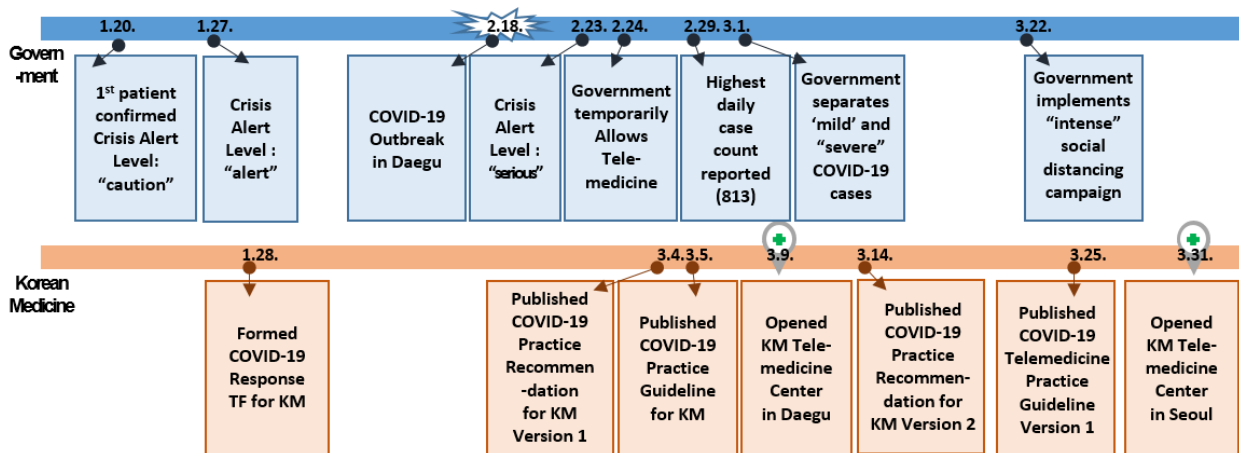 1.20.
1.27.
2.18.
2.23.
2.24.
2.29.
3.1.
3.22.
Govern
-ment
1st patient
confirmed
Crisis Alert
Level:
“caution”
Crisis
Alert
Level :
“alert”
COVID-19
Outbreak
in Daegu
Crisis
Alert
Level :
“serious”
Government
temporarily
Allows
Tele-
medicine
Highest
daily
case
count
reported
(813)
Government
separates
‘mild’ and
“severe”
COVID-19
cases
Government
implements
“intense”
social
distancing
campaign
1.28.
3.4.
3.5.
3.9.
3.14.
3.25.
3.31.
Korean
Medicine
Formed
COVID-19
Response
TF for KM
Published
COVID-19
Practice
Recommen
-dation
for KM
Version 1
Published
COVID-19
Practice
Guideline
for KM
Opened
KM Tele-
medicine
Center
in Daegu
Published
COVID-19
Practice
Recommen-
dation for
KM Version 2
Published
COVID-19
Telemedicine
Practice
Guideline
Version 1
Opened
KM Tele-
medicine
Center
in Seoul